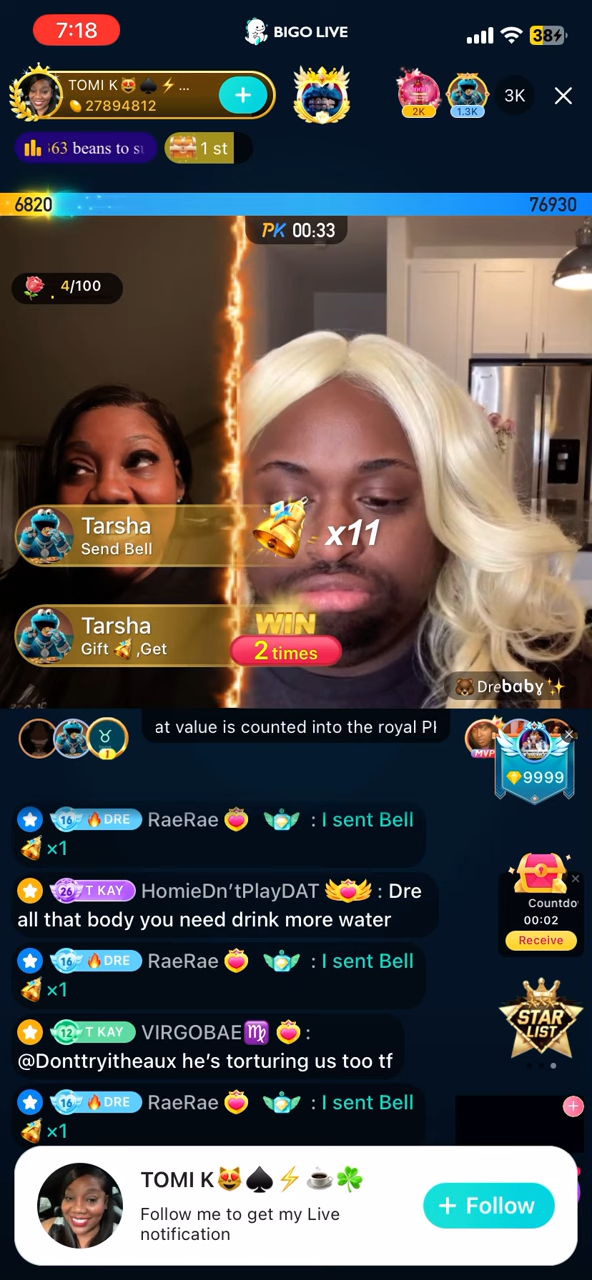 7:18
BIGO LIVE
38
TOMI K😻♠️⚡ ...
27894812
2K
1.3K
3K
63 beans to
1 st
6820
76930
PK 00:33
4/100
Tarsha
Send Bell
x11
Tarsha
Gift ,Get
WIN
2 times
🐻Drebaby✨
at value is counted into the royal
1
MVP
9999
16 🔥DRE RaeRae : I sent Bell
x1
26 T KAY HomieDn'tPlayDAT : Dre
all that body you need drink more water
Countdo
00:02
Receive
16 🔥DRE RaeRae : I sent Bell
x1
STAR
LIST
12 T KAY VIRGOBAE♍ :
@Donttryitheaux he's torturing us too tf
16 🔥DRE RaeRae : I sent Bell
x1
TOMI K😻♠️⚡☕☘️
Follow me to get my Live
notification
+ Follow